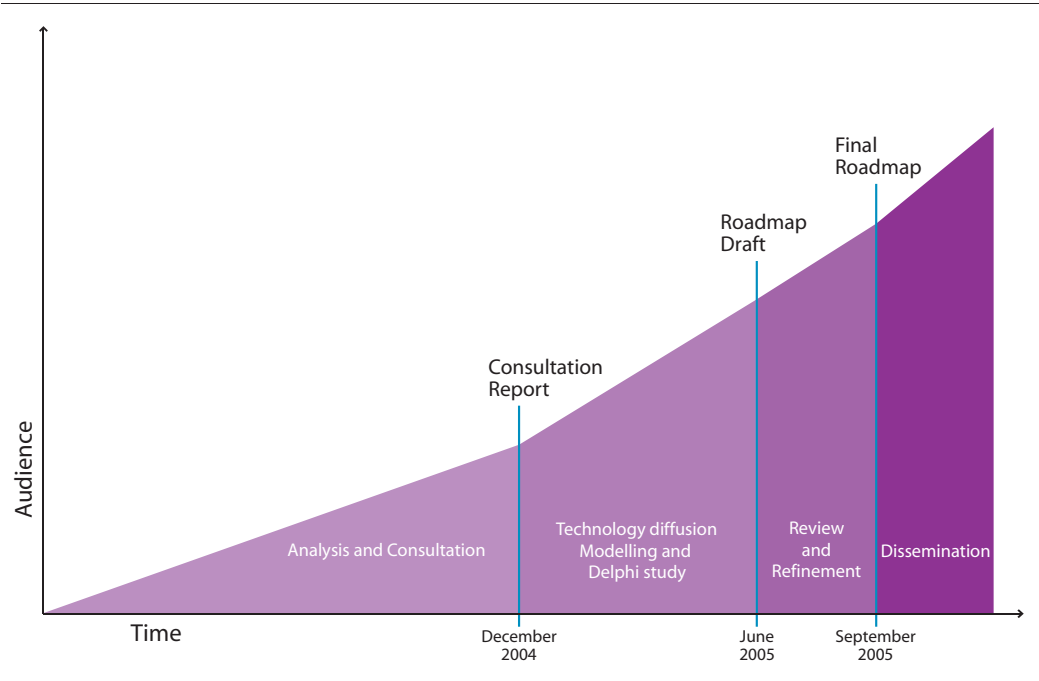 Final
Roadmap
Roadmap
Draft
Consultation
Report
Audience
Analysis and Consultation
Technology diffusion
Modelling and
Delphi study
Review
and
Refinement
Dissemination
Time
December
2004
June
2005
September
2005